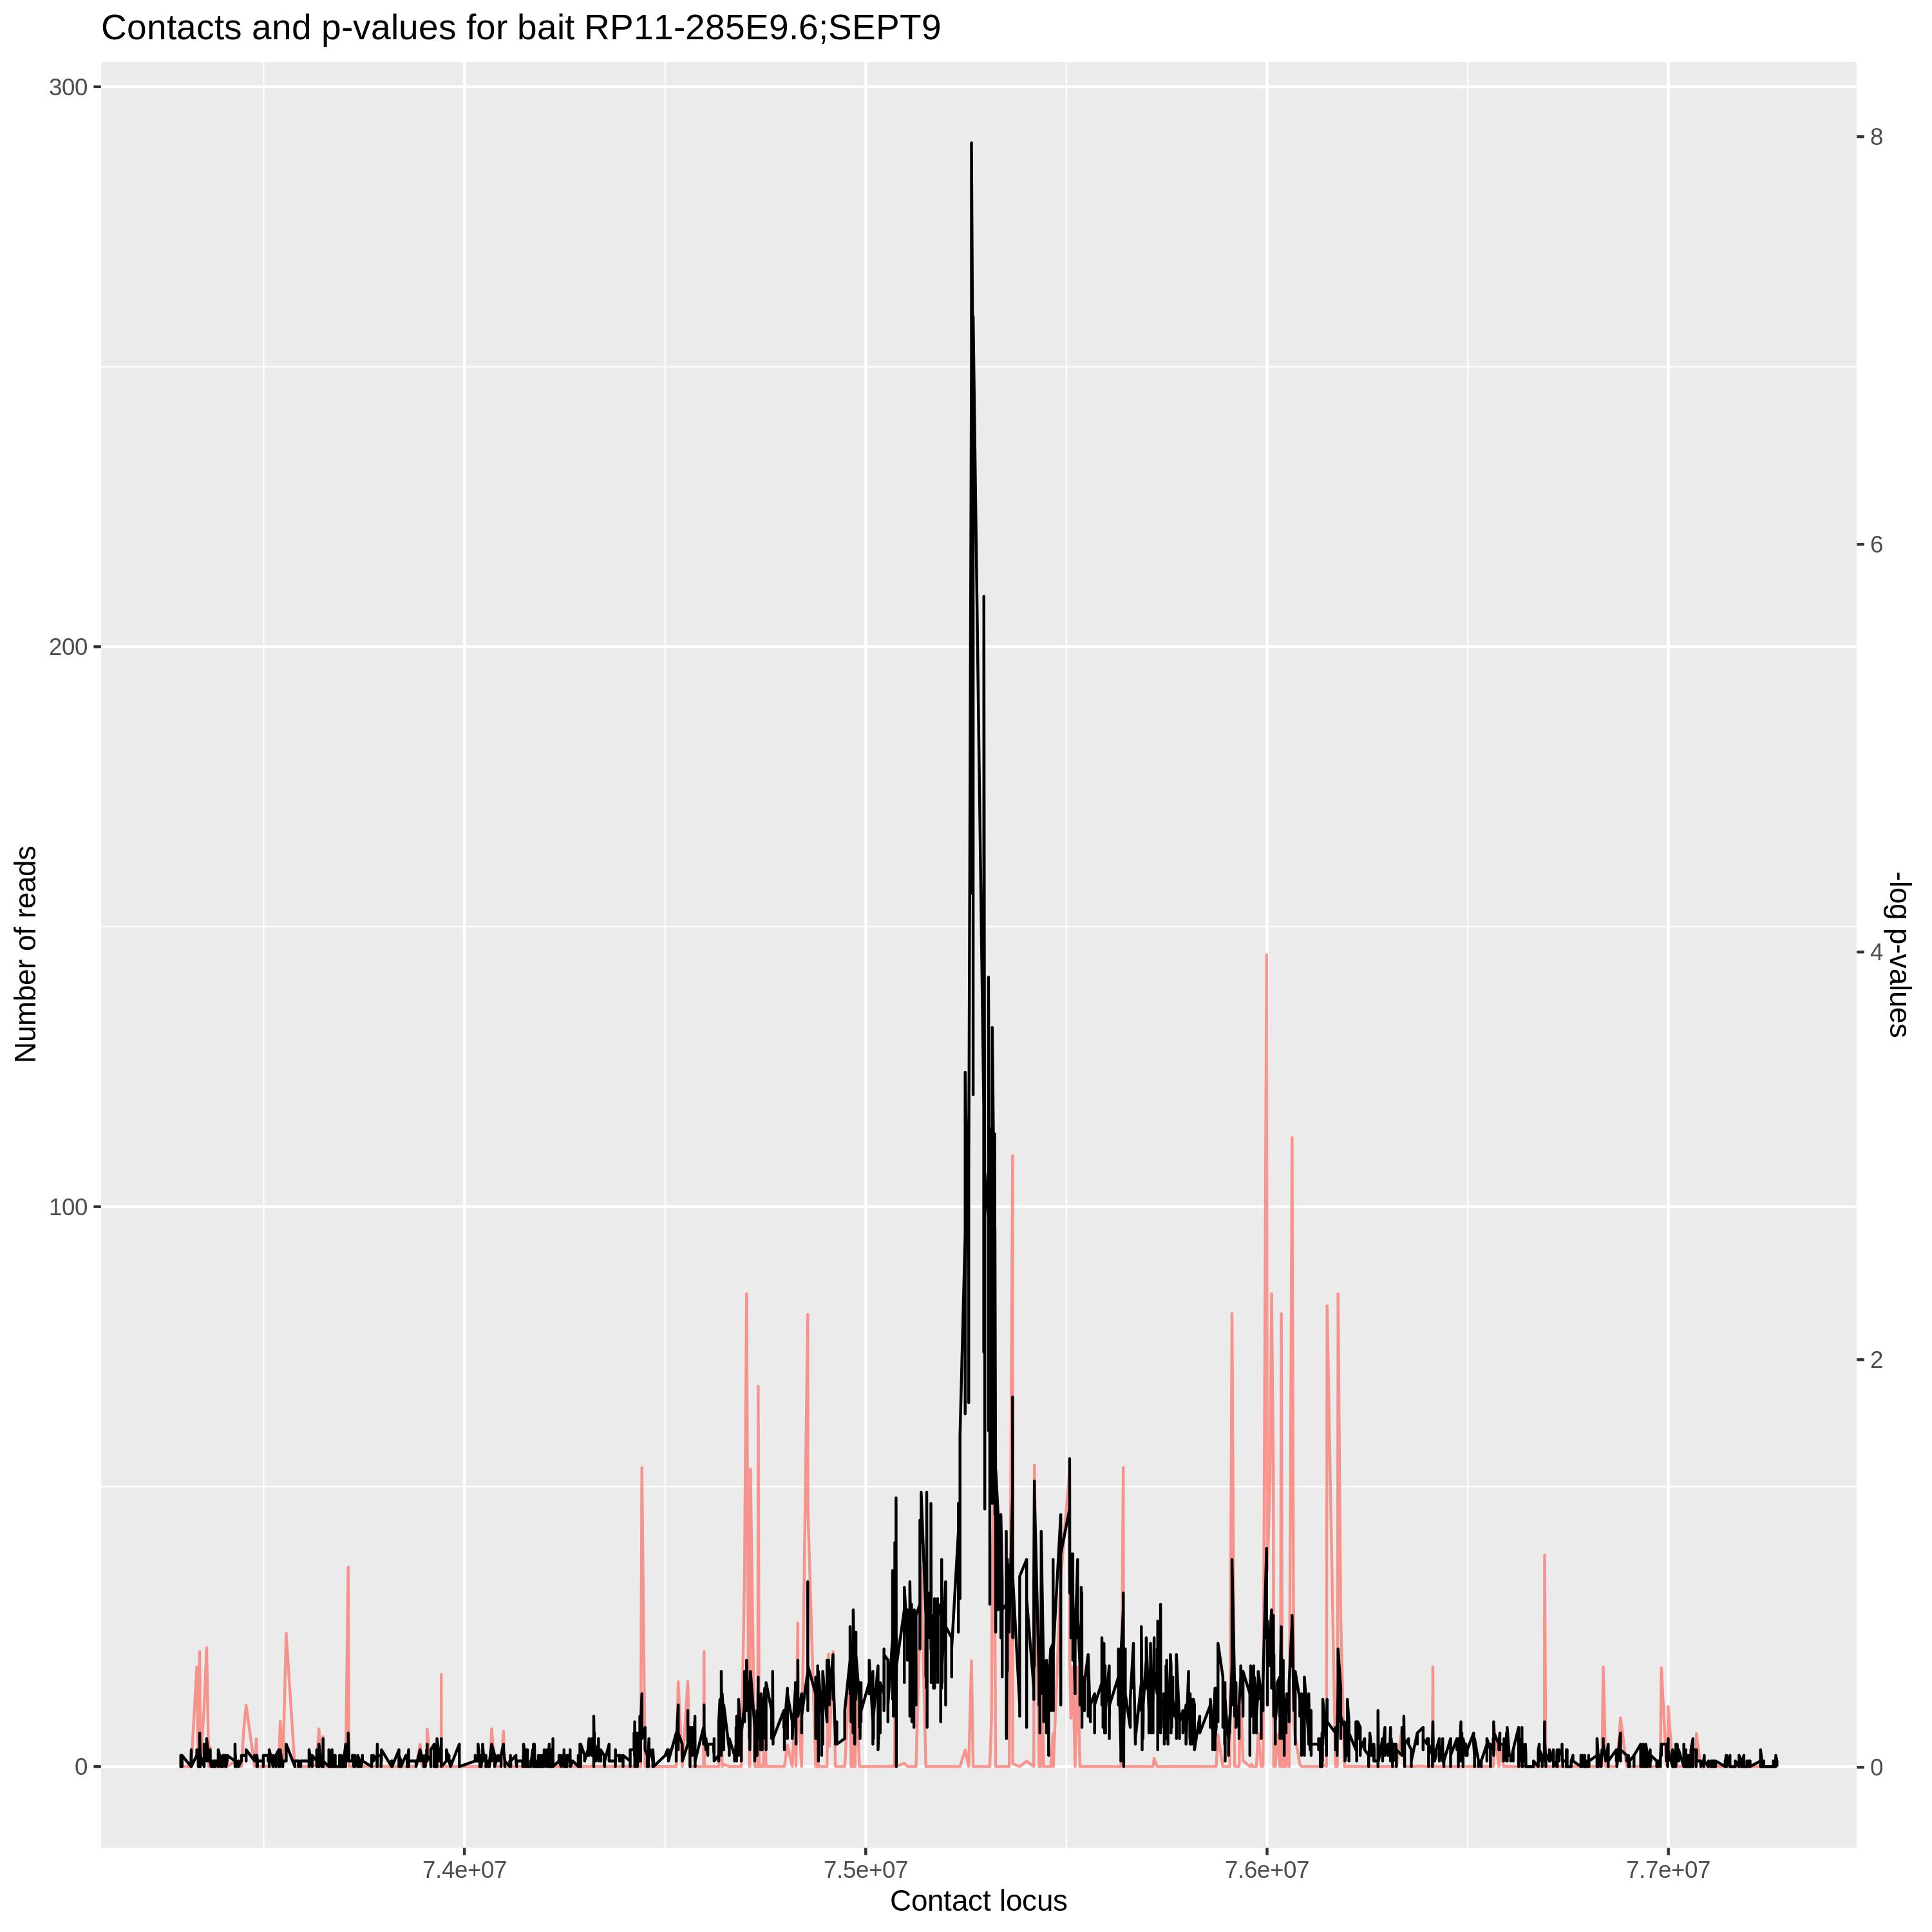 Contacts and p-values for bait RP11-285E9.6;SEPT9
300
200
100
0
Number of reads
8
6
4
2
0
-log p-values
7.4e+07
7.5e+07
7.6e+07
7.7e+07
Contact locus